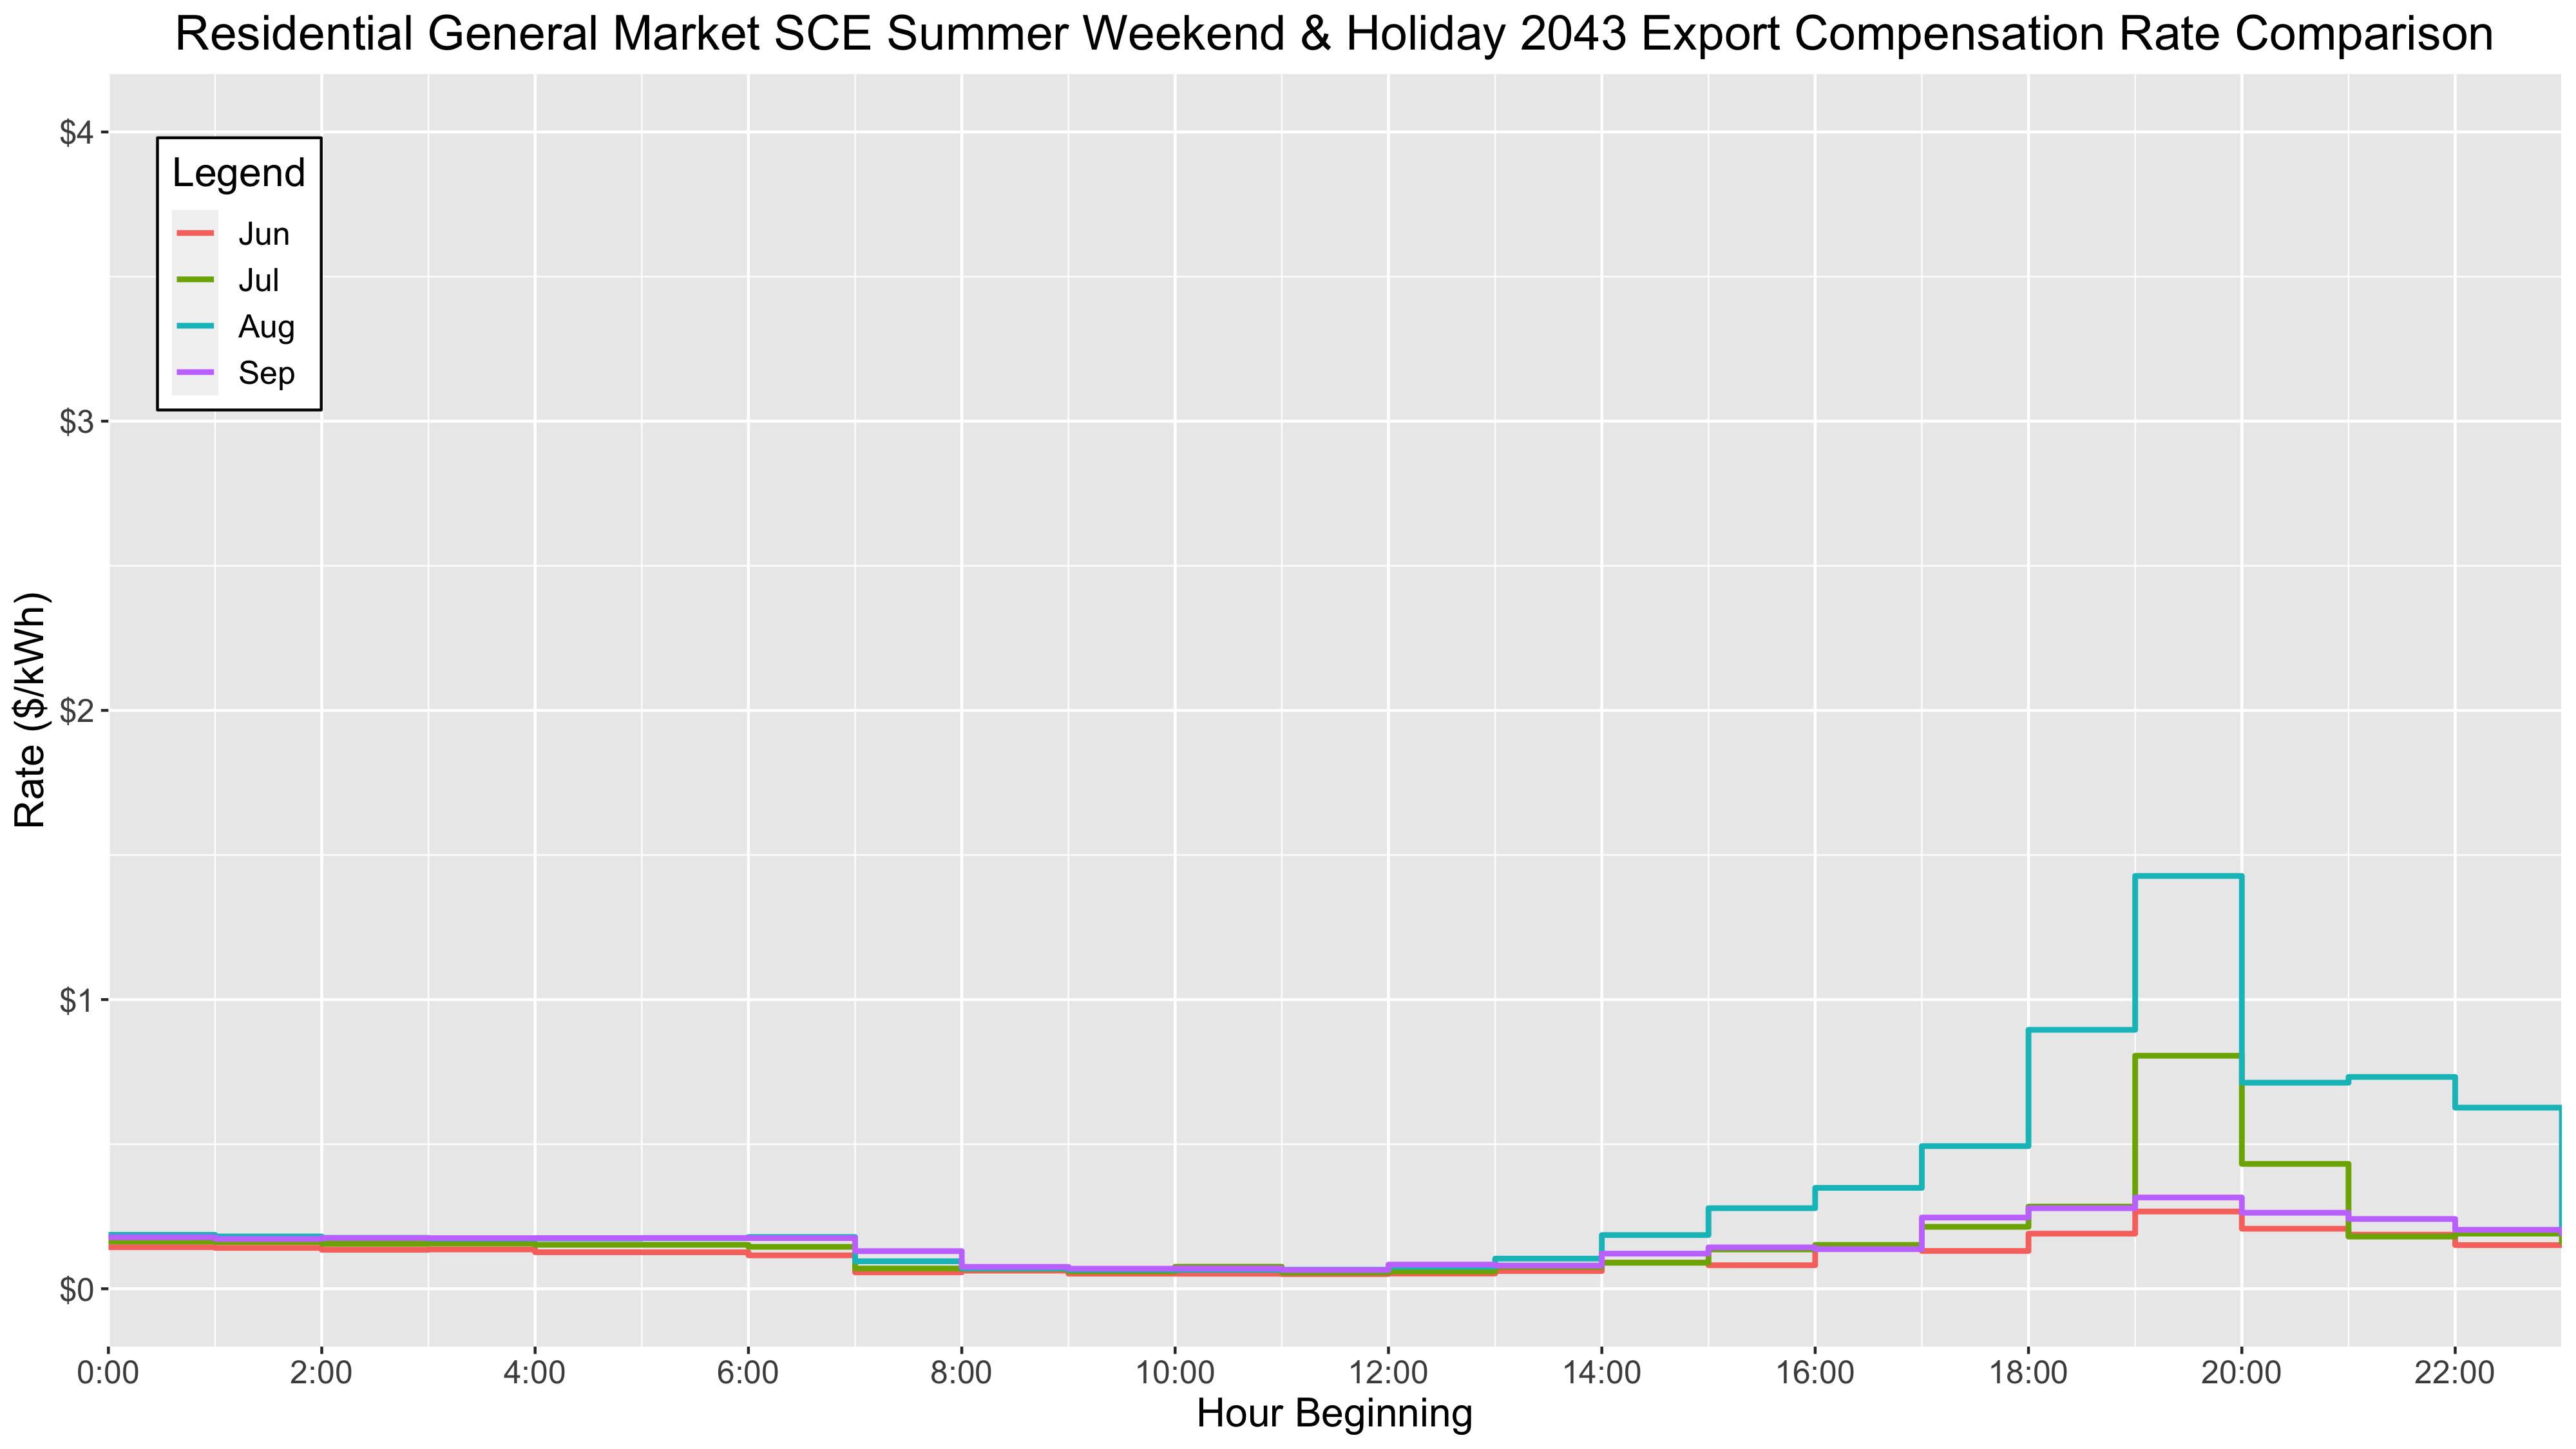 Residential General Market SCE Summer Weekend & Holiday 2043 Export Compensation Rate Comparison
$4
Legend
Jun
Jul
Aug
Sep
$3
Rate ($/kWh)
$2
$1
$0
0:00 2:00 4:00 6:00 8:00 10:00 12:00 14:00 16:00 18:00 20:00 22:00
Hour Beginning